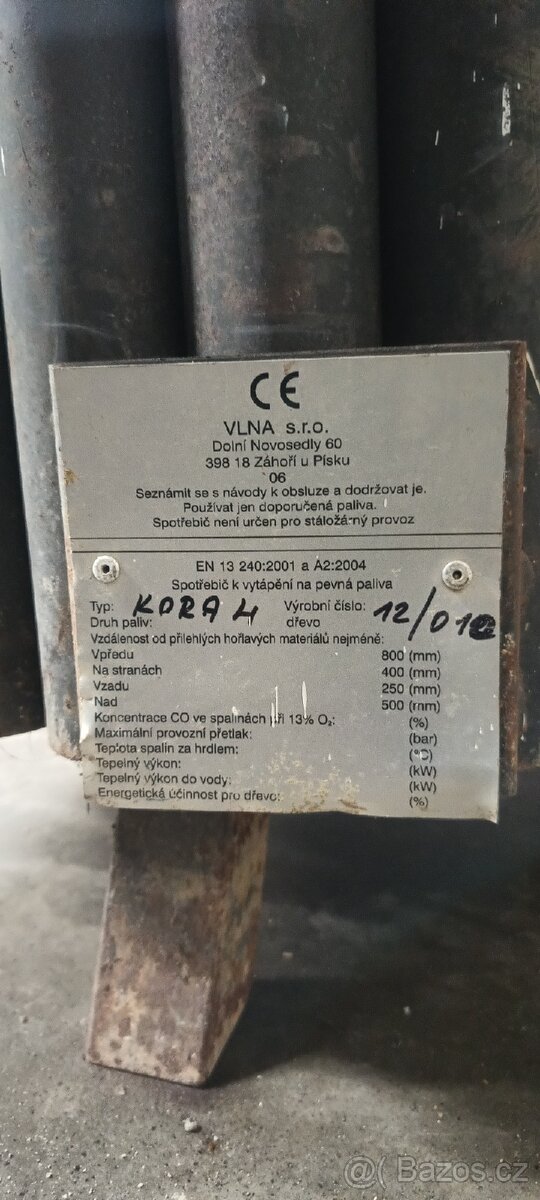 CE
VLNA s.r.o.
Dolní Novosedly 60
398 18 Záhoří u Písku
06
Seznámit se s návody k obsluze a dodržovat je.
Používat jen doporučená paliva.
Spotřebič není určen pro stáložárný provoz
EN 13 240:2001 a A2:2004
Spotřebič k vytápění na pevná paliva
Typ: KORA 4 Výrobní číslo: 12/010
Druh paliv: dřevo
Vzdálenost od přilehlých hořlavých materiálů nejméně:
Vpředu 800 (mm)
Na stranách 400 (mm)
Vzadu 250 (mm)
Nad 500 (mm)
Koncentrace CO ve spalinách při 13% O₂: (%)
Maximální provozní přetlak: (bar)
Teplota spalin za hrdlem: (°C)
Tepelný výkon: (kW)
Tepelný výkon do vody: (kW)
Energetická účinnost pro dřevo: (%)
Bazos.cz